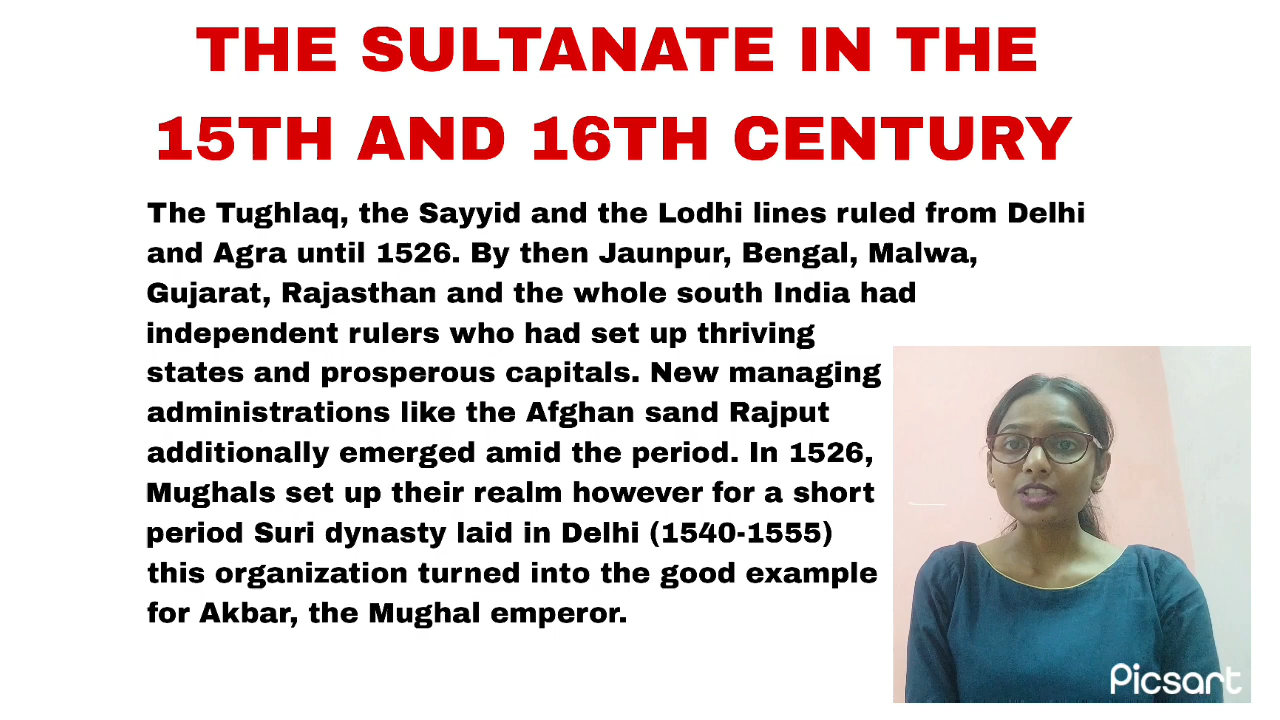 THE SULTANATE IN THE
15TH AND 16TH CENTURY
The Tughlaq, the Sayyid and the Lodhi lines ruled from Delhi
and Agra until 1526. By then Jaunpur, Bengal, Malwa,
Gujarat, Rajasthan and the whole south India had
independent rulers who had set up thriving
states and prosperous capitals. New managing
administrations like the Afghan sand Rajput
additionally emerged amid the period. In 1526,
Mughals set up their realm however for a short
period Suri dynasty laid in Delhi (1540-1555)
this organization turned into the good example
for Akbar, the Mughal emperor.
Picsart